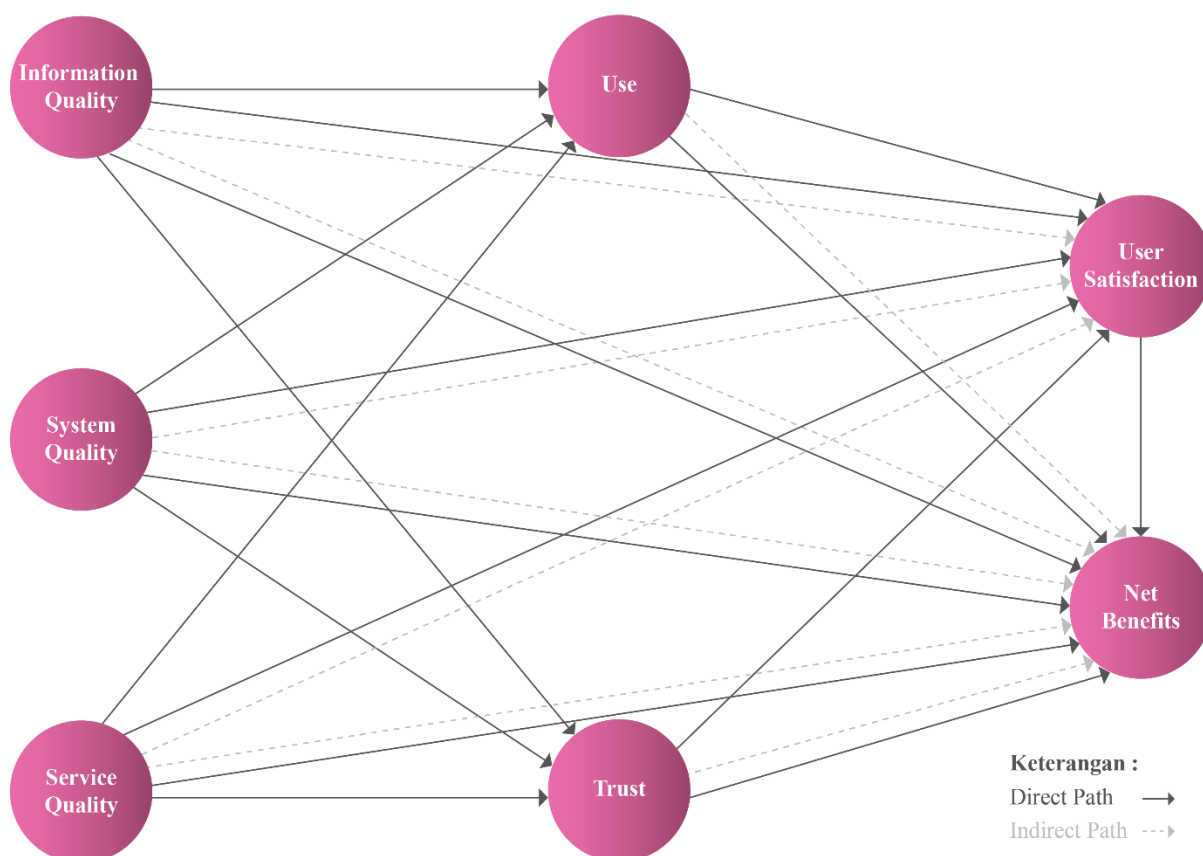 Information
Quality
Use
User
Satisfaction
System
Quality
Net
Benefits
Service
Quality
Trust
Keterangan :
Direct Path
Indirect Path